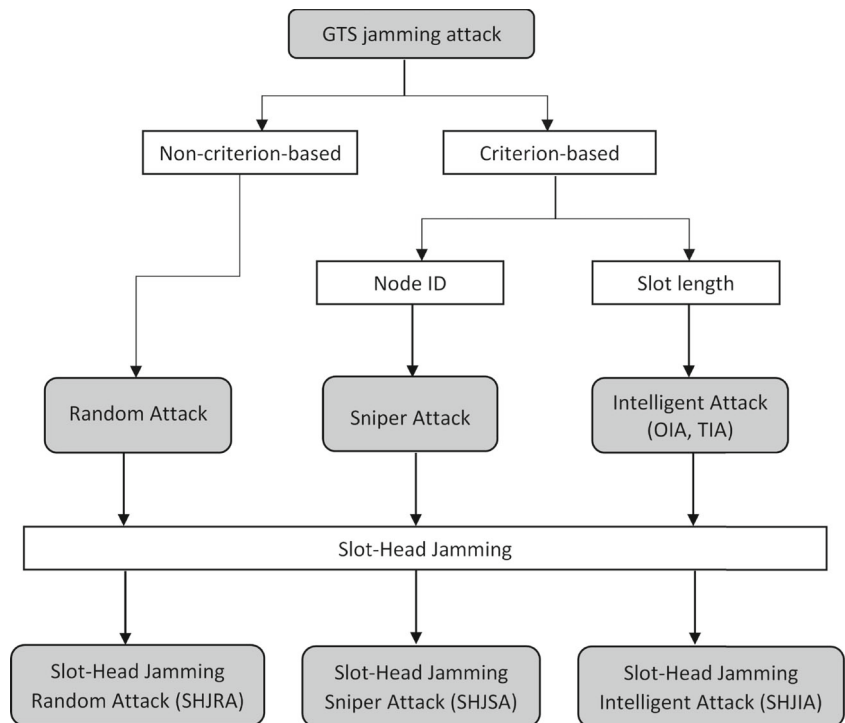 GTS jamming attack
Non-criterion-based
Criterion-based
Node ID
Slot length
Random Attack
Sniper Attack
Intelligent Attack
(OIA, TIA)
Slot-Head Jamming
Slot-Head Jamming
Random Attack (SHJRA)
Slot-Head Jamming
Sniper Attack (SHJSA)
Slot-Head Jamming
Intelligent Attack (SHJIA)